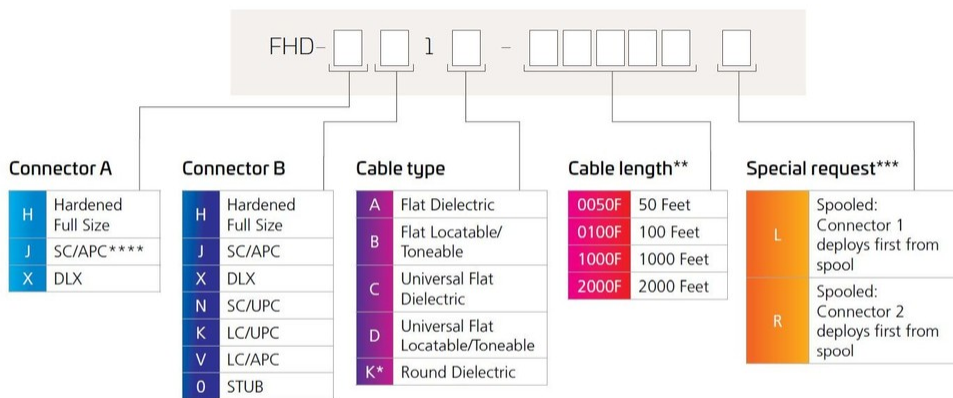 FHD- 1 -
Connector A
H Hardened
Full Size
J SC/APC****
X DLX
Connector B
H Hardened
Full Size
J SC/APC
X DLX
N SC/UPC
K LC/UPC
V LC/APC
0 STUB
Cable type
A Flat Dielectric
B Flat Locatable/
Toneable
C Universal Flat
Dielectric
D Universal Flat
Locatable/Toneable
K* Round Dielectric
Cable length**
0050F 50 Feet
0100F 100 Feet
1000F 1000 Feet
2000F 2000 Feet
Special request***
L Spooled:
Connector 1
deploys first from
spool
R Spooled:
Connector 2
deploys first from
spool